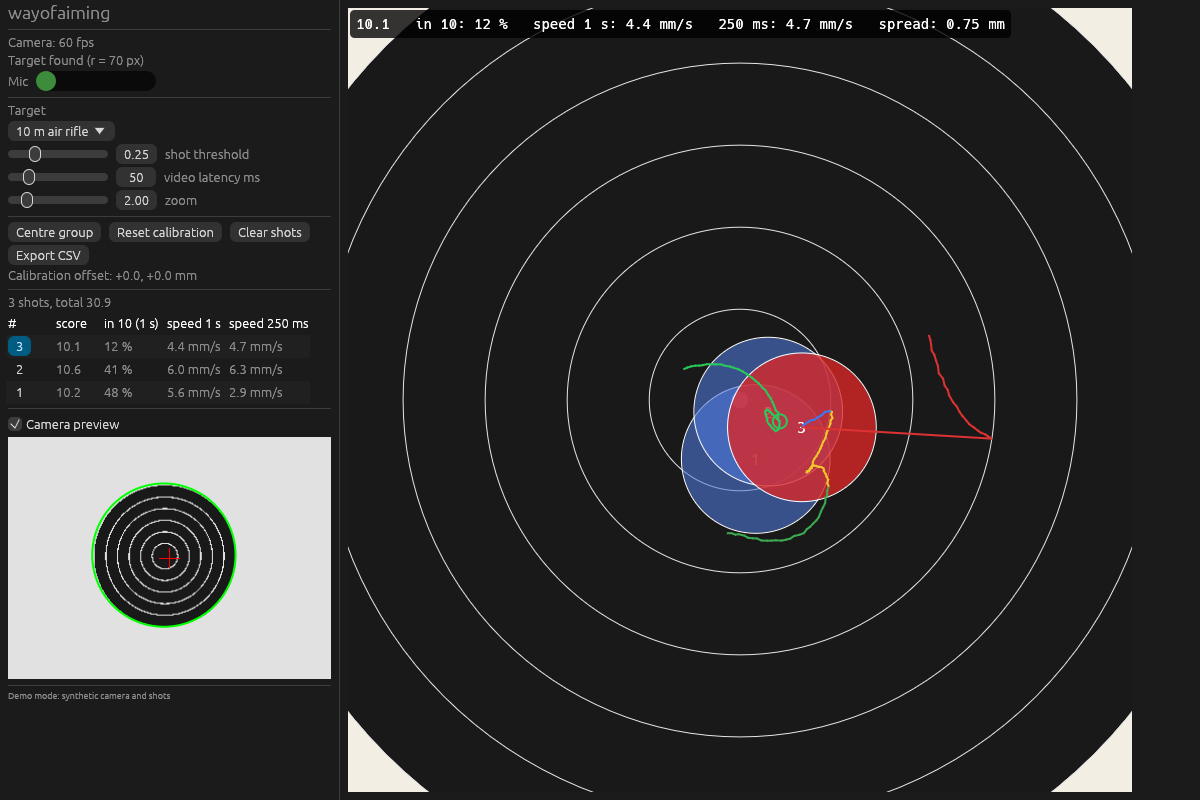 wayofaiming
Camera: 60 fps
Target found (r = 70 px)
Mic
Target
10 m air rifle
0.25 shot threshold
50 video latency ms
2.00 zoom
Centre group Reset calibration Clear shots
Export CSV
Calibration offset: +0.0, +0.0 mm
3 shots, total 30.9
# score in 10 (1 s) speed 1 s speed 250 ms
3 10.1 12 % 4.4 mm/s 4.7 mm/s
2 10.6 41 % 6.0 mm/s 6.3 mm/s
1 10.2 48 % 5.6 mm/s 2.9 mm/s
Camera preview
Demo mode: synthetic camera and shots
10.1 in 10: 12 % speed 1 s: 4.4 mm/s 250 ms: 4.7 mm/s spread: 0.75 mm
3
1